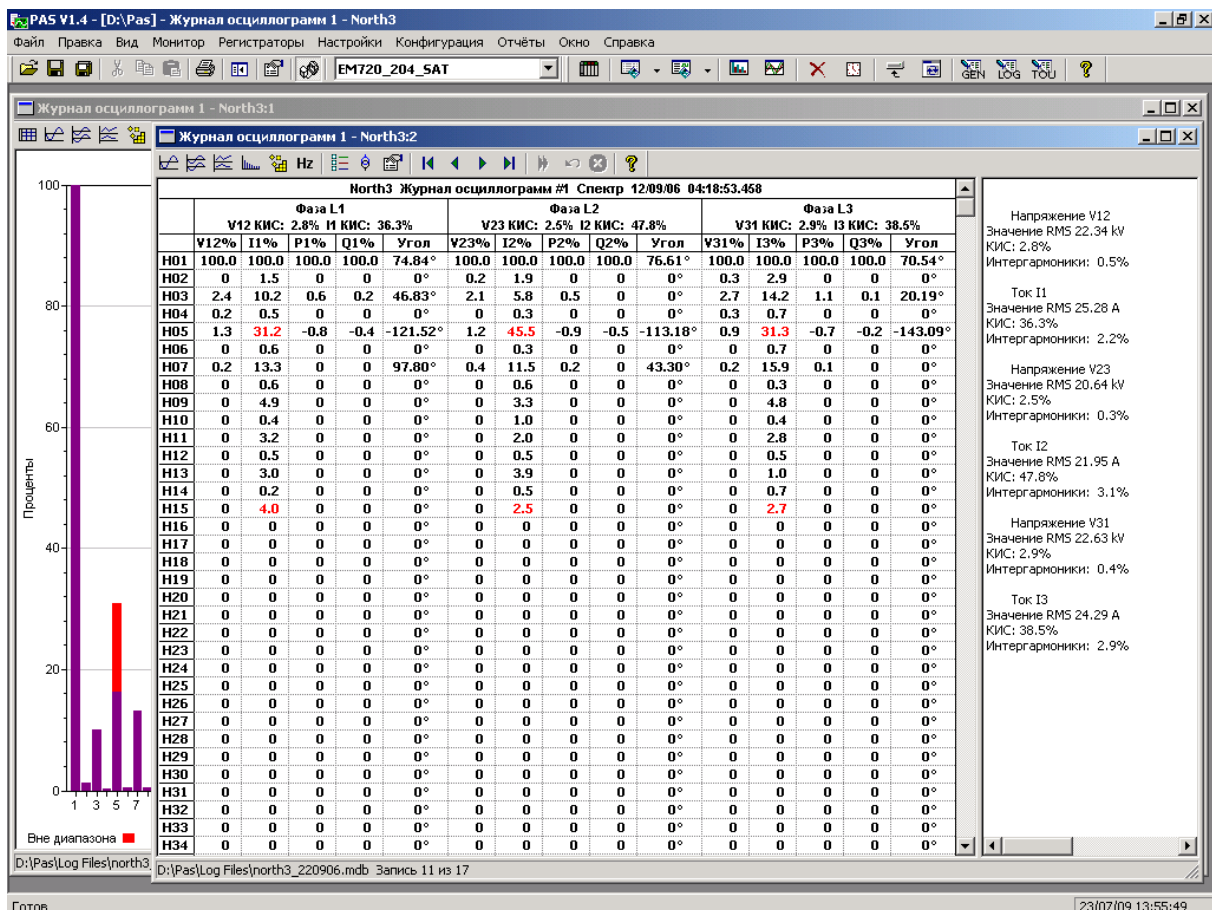 PAS V1.4 - [D:\Pas] - Журнал осциллограмм 1 - North3
Файл Правка Вид Монитор Регистраторы Настройки Конфигурация Отчёты Окно Справка
EM720_204_SAT
GEN LOG TOU
Журнал осциллограмм 1 - North3:1
Журнал осциллограмм 1 - North3:2
Hz
North3 Журнал осциллограмм #1 Спектр 12/09/06 04:18:53.458
Фаза L1 Фаза L2 Фаза L3
V12 КИС: 2.8% I1 КИС: 36.3% V23 КИС: 2.5% I2 КИС: 47.8% V31 КИС: 2.9% I3 КИС: 38.5%
V12% I1% P1% Q1% Угол V23% I2% P2% Q2% Угол V31% I3% P3% Q3% Угол
H01 100.0 100.0 100.0 100.0 74.84° 100.0 100.0 100.0 100.0 76.61° 100.0 100.0 100.0 100.0 70.54°
H02 0 1.5 0 0 0° 0.2 1.9 0 0 0° 0.3 2.9 0 0 0°
H03 2.4 10.2 0.6 0.2 46.83° 2.1 5.8 0.5 0 0° 2.7 14.2 1.1 0.1 20.19°
H04 0.2 0.5 0 0 0° 0 0.3 0 0 0° 0.3 0.7 0 0 0°
H05 1.3 31.2 -0.8 -0.4 -121.52° 1.2 45.5 -0.9 -0.5 -113.18° 0.9 31.3 -0.7 -0.2 -143.09°
H06 0 0.6 0 0 0° 0 0.3 0 0 0° 0 0.7 0 0 0°
H07 0.2 13.3 0 0 97.80° 0.4 11.5 0.2 0 43.30° 0.2 15.9 0.1 0 0°
H08 0 0.6 0 0 0° 0 0.6 0 0 0° 0 0.3 0 0 0°
H09 0 4.9 0 0 0° 0 3.3 0 0 0° 0 4.8 0 0 0°
H10 0 0.4 0 0 0° 0 1.0 0 0 0° 0 0.4 0 0 0°
H11 0 3.2 0 0 0° 0 2.0 0 0 0° 0 2.8 0 0 0°
H12 0 0.5 0 0 0° 0 0.5 0 0 0° 0 0.5 0 0 0°
H13 0 3.0 0 0 0° 0 3.9 0 0 0° 0 1.0 0 0 0°
H14 0 0.2 0 0 0° 0 0.5 0 0 0° 0 0.7 0 0 0°
H15 0 4.0 0 0 0° 0 2.5 0 0 0° 0 2.7 0 0 0°
H16 0 0 0 0 0° 0 0 0 0 0° 0 0 0 0 0°
H17 0 0 0 0 0° 0 0 0 0 0° 0 0 0 0 0°
H18 0 0 0 0 0° 0 0 0 0 0° 0 0 0 0 0°
H19 0 0 0 0 0° 0 0 0 0 0° 0 0 0 0 0°
H20 0 0 0 0 0° 0 0 0 0 0° 0 0 0 0 0°
H21 0 0 0 0 0° 0 0 0 0 0° 0 0 0 0 0°
H22 0 0 0 0 0° 0 0 0 0 0° 0 0 0 0 0°
H23 0 0 0 0 0° 0 0 0 0 0° 0 0 0 0 0°
H24 0 0 0 0 0° 0 0 0 0 0° 0 0 0 0 0°
H25 0 0 0 0 0° 0 0 0 0 0° 0 0 0 0 0°
H26 0 0 0 0 0° 0 0 0 0 0° 0 0 0 0 0°
H27 0 0 0 0 0° 0 0 0 0 0° 0 0 0 0 0°
H28 0 0 0 0 0° 0 0 0 0 0° 0 0 0 0 0°
H29 0 0 0 0 0° 0 0 0 0 0° 0 0 0 0 0°
H30 0 0 0 0 0° 0 0 0 0 0° 0 0 0 0 0°
H31 0 0 0 0 0° 0 0 0 0 0° 0 0 0 0 0°
H32 0 0 0 0 0° 0 0 0 0 0° 0 0 0 0 0°
H33 0 0 0 0 0° 0 0 0 0 0° 0 0 0 0 0°
H34 0 0 0 0 0° 0 0 0 0 0° 0 0 0 0 0°
Напряжение V12
Значение RMS 22.34 kV
КИС: 2.8%
Интергармоники: 0.5%
Ток I1
Значение RMS 25.28 A
КИС: 36.3%
Интергармоники: 2.2%
Напряжение V23
Значение RMS 20.64 kV
КИС: 2.5%
Интергармоники: 0.3%
Ток I2
Значение RMS 21.95 A
КИС: 47.8%
Интергармоники: 3.1%
Напряжение V31
Значение RMS 22.63 kV
КИС: 2.9%
Интергармоники: 0.4%
Ток I3
Значение RMS 24.29 A
КИС: 38.5%
Интергармоники: 2.9%
100
80
60
40
20
0
Проценты
1 3 5 7
Вне диапазона
D:\Pas\Log Files\north3
D:\Pas\Log Files\north3_220906.mdb Запись 11 из 17
Готов
23/07/09 13:55:49